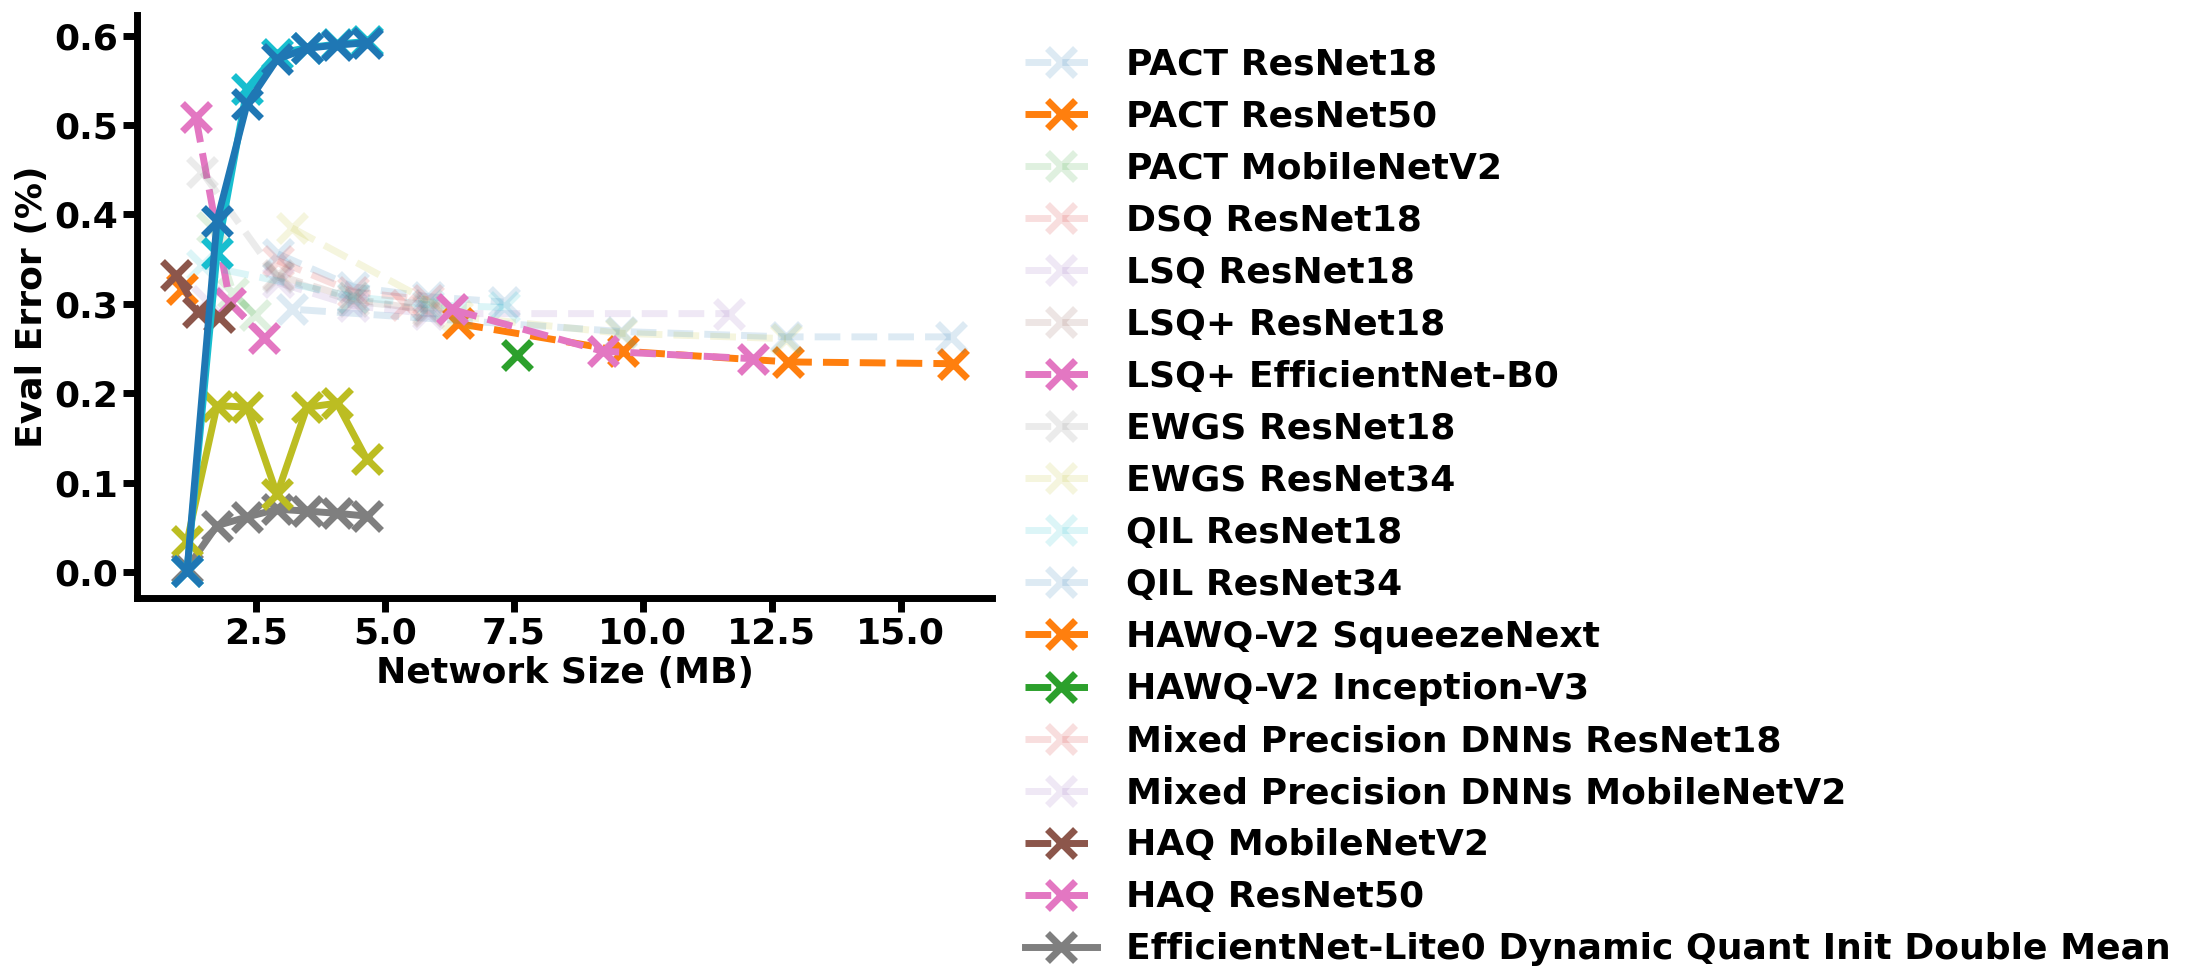 0.6
0.5
0.4
0.3
0.2
0.1
0.0
Eval Error (%)
2.5 5.0 7.5 10.0 12.5 15.0
Network Size (MB)
PACT ResNet18
PACT ResNet50
PACT MobileNetV2
DSQ ResNet18
LSQ ResNet18
LSQ+ ResNet18
LSQ+ EfficientNet-B0
EWGS ResNet18
EWGS ResNet34
QIL ResNet18
QIL ResNet34
HAWQ-V2 SqueezeNext
HAWQ-V2 Inception-V3
Mixed Precision DNNs ResNet18
Mixed Precision DNNs MobileNetV2
HAQ MobileNetV2
HAQ ResNet50
EfficientNet-Lite0 Dynamic Quant Init Double Mean